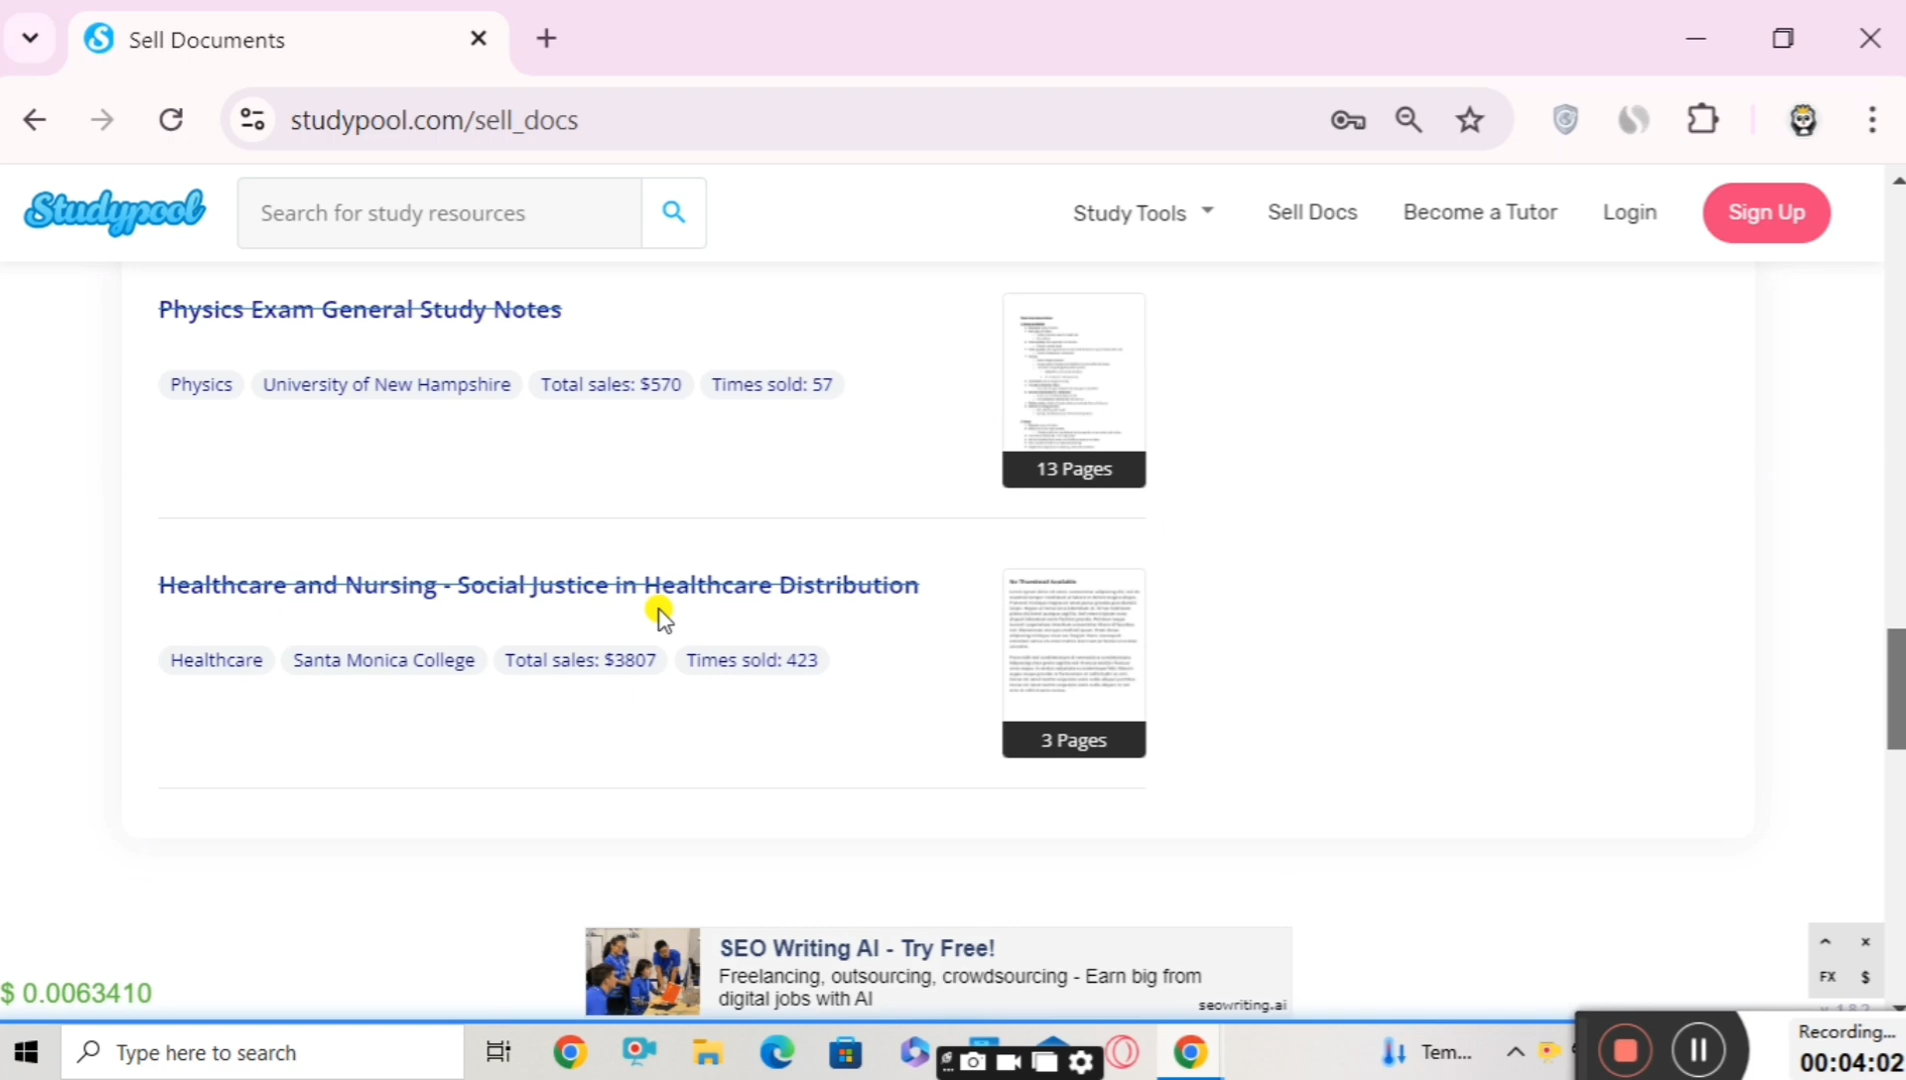 Sell Documents
studypool.com/sell_docs
Studypool
Search for study resources
Study Tools
Sell Docs
Become a Tutor
Login
Sign Up
Physics Exam General Study Notes
Physics
University of New Hampshire
Total sales: $570
Times sold: 57
13 Pages
Healthcare and Nursing - Social Justice in Healthcare Distribution
Healthcare
Santa Monica College
Total sales: $3807
Times sold: 423
No Thumbnail Available
3 Pages
SEO Writing AI - Try Free!
Freelancing, outsourcing, crowdsourcing - Earn big from
digital jobs with AI
seowriting.ai
$ 0.0063410
FX $
Type here to search
Tem...
Recording...
00:04:02